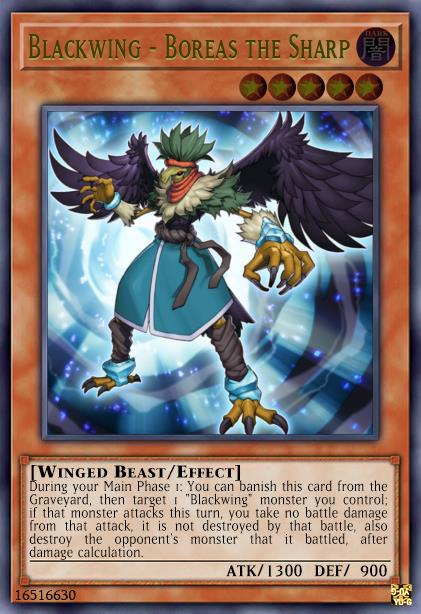 Blackwing - Boreas the Sharp
DARK
闇
[Winged Beast/Effect]
During your Main Phase 1: You can banish this card from the
Graveyard, then target 1 "Blackwing" monster you control;
if that monster attacks this turn, you take no battle damage
from that attack, it is not destroyed by that battle, also
destroy the opponent's monster that it battled, after
damage calculation.
ATK/1300 DEF/ 900
16516630